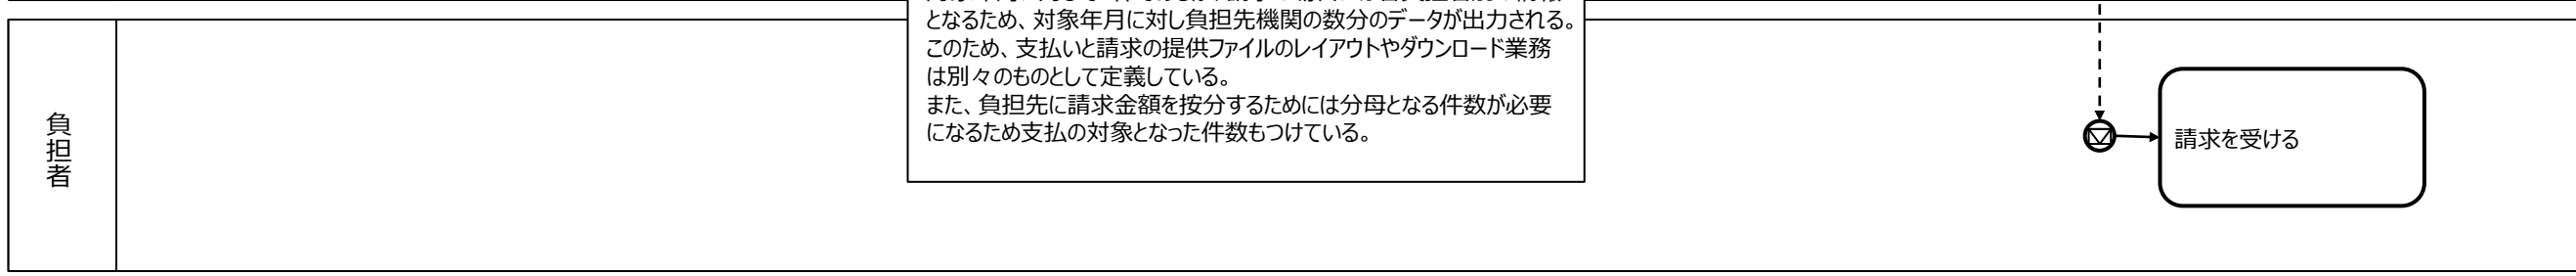 となるため、対象年月に対し負担先機関の数分のデータが出力される。
このため、支払いと請求の提供ファイルのレイアウトやダウンロード業務
は別々のものとして定義している。
また、負担先に請求金額を按分するためには分母となる件数が必要
になるため支払の対象となった件数もつけている。
負担者
請求を受ける